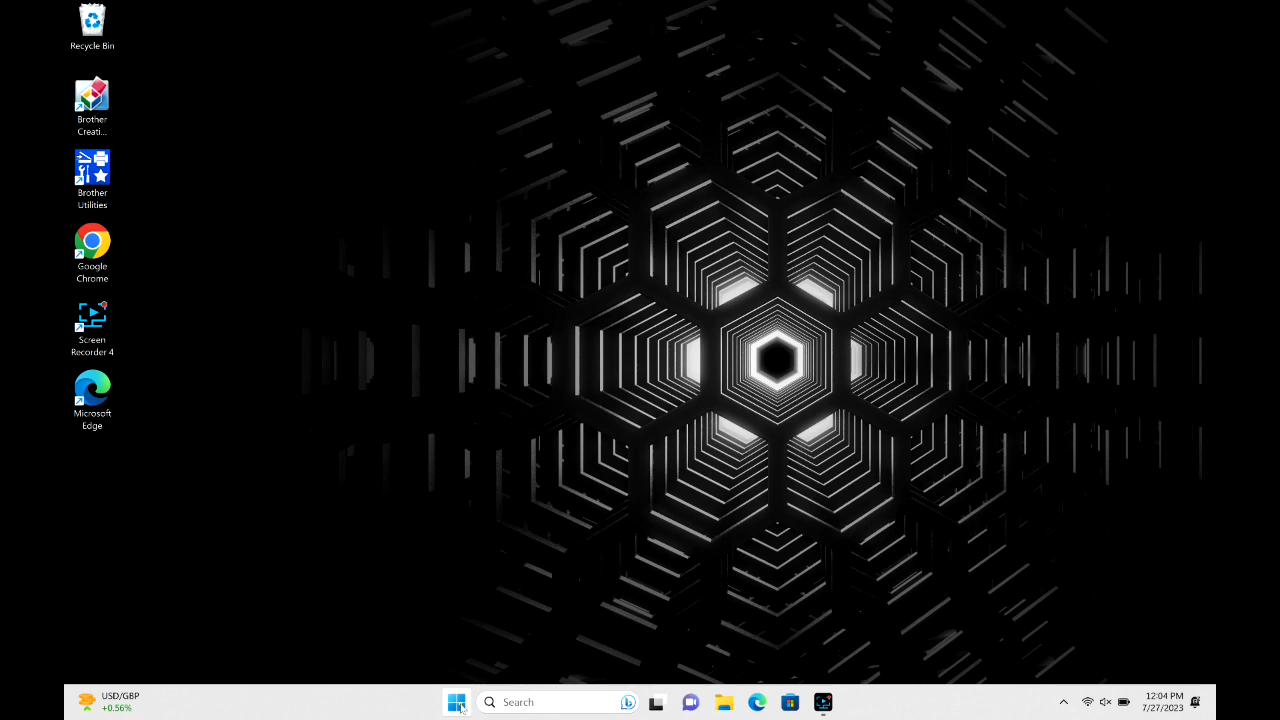 Recycle Bin
Brother
Creati...
Brother
Utilities
Google
Chrome
Screen
Recorder 4
Microsoft
Edge
USD/GBP
+0.56%
Search
12:04 PM
7/27/2023